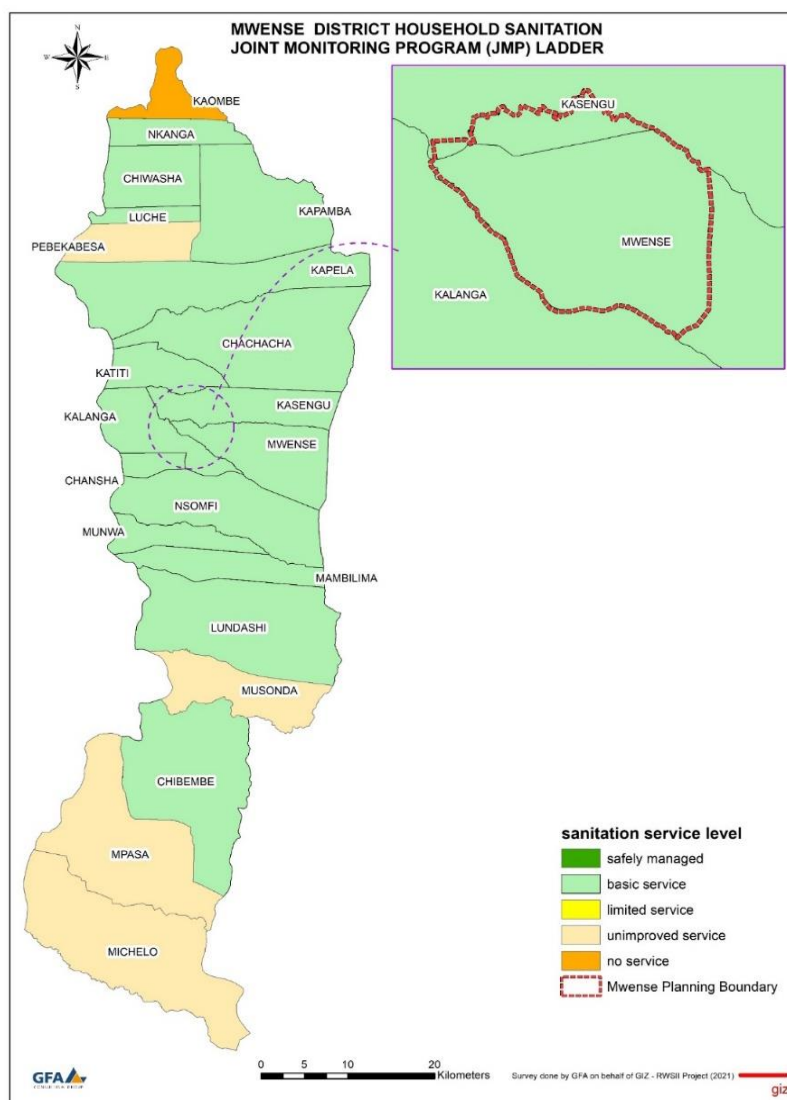 MWENSE DISTRICT HOUSEHOLD SANITATION
JOINT MONITORING PROGRAM (JMP) LADDER
N
W
E
S
KAOMBE
NKANGA
CHIWASHA
LUCHE
KAPAMBA
PEBEKABESA
KAPELA
CHACHACHA
KATITI
KALANGA
KASENGU
MWENSE
CHANSHA
NSOMFI
MUNWA
MAMBILIMA
LUNDASHI
MUSONDA
CHIBEMBE
MPASA
MICHELO
KASENGU
MWENSE
KALANGA
sanitation service level
safely managed
basic service
limited service
unimproved service
no service
Mwense Planning Boundary
GFA
0 5 10 20
Kilometers
Survey done by GFA on behalf of GIZ - RWSII Project (2021)
giz